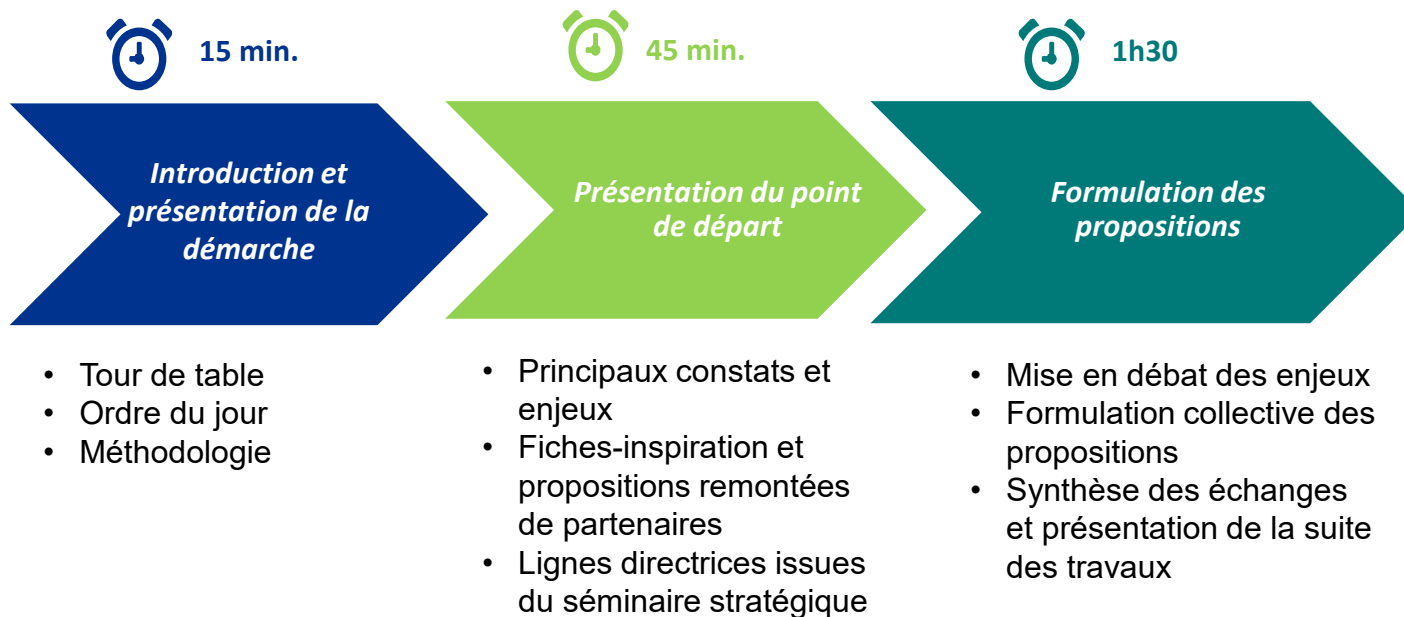 15 min.
Introduction et
présentation de la
démarche
• Tour de table
• Ordre du jour
• Méthodologie
45 min.
Présentation du point
de départ
• Principaux constats et
enjeux
• Fiches-inspiration et
propositions remontées
de partenaires
• Lignes directrices issues
du séminaire stratégique
1h30
Formulation des
propositions
• Mise en débat des enjeux
• Formulation collective des
propositions
• Synthèse des échanges
et présentation de la suite
des travaux